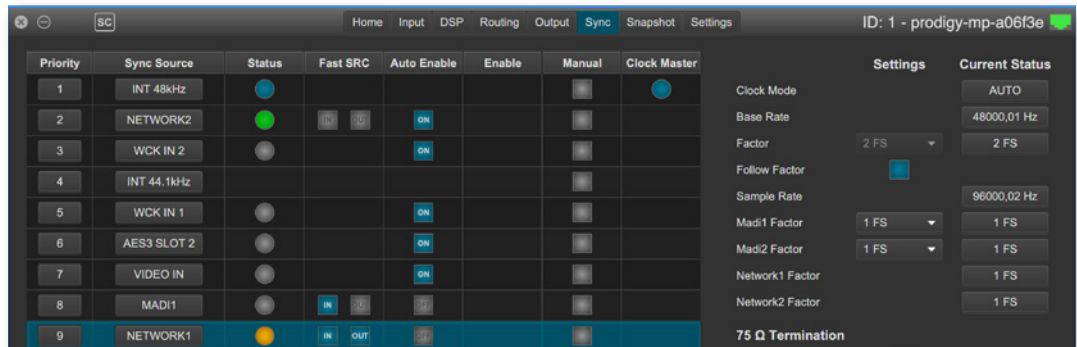 SC Home Input DSP Routing Output Sync Snapshot Settings ID: 1 - prodigy-mp-a06f3e
Priority Sync Source Status Fast SRC Auto Enable Enable Manual Clock Master
1 INT 48kHz
2 NETWORK2 IN OUT ON
3 WCK IN 2 ON
4 INT 44.1kHz
5 WCK IN 1 ON
6 AES3 SLOT 2 ON
7 VIDEO IN ON
8 MADI1 IN OUT OFF
9 NETWORK1 IN OUT OFF
Settings Current Status
Clock Mode AUTO
Base Rate 48000,01 Hz
Factor 2 FS 2 FS
Follow Factor
Sample Rate 96000,02 Hz
Madi1 Factor 1 FS 1 FS
Madi2 Factor 1 FS 1 FS
Network1 Factor 1 FS
Network2 Factor 1 FS
75 Ω Termination